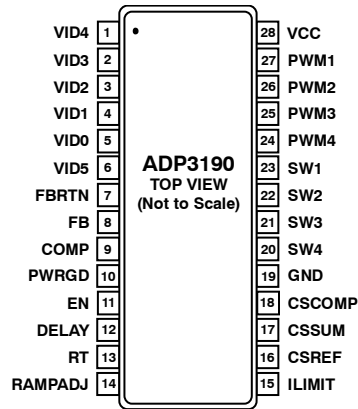 VID4 1 28 VCC
VID3 2 27 PWM1
VID2 3 26 PWM2
VID1 4 25 PWM3
VID0 5 24 PWM4
VID5 6 23 SW1
FBRTN 7 22 SW2
FB 8 21 SW3
COMP 9 20 SW4
PWRGD 10 19 GND
EN 11 18 CSCOMP
DELAY 12 17 CSSUM
RT 13 16 CSREF
RAMPADJ 14 15 ILIMIT
ADP3190
TOP VIEW
(Not to Scale)